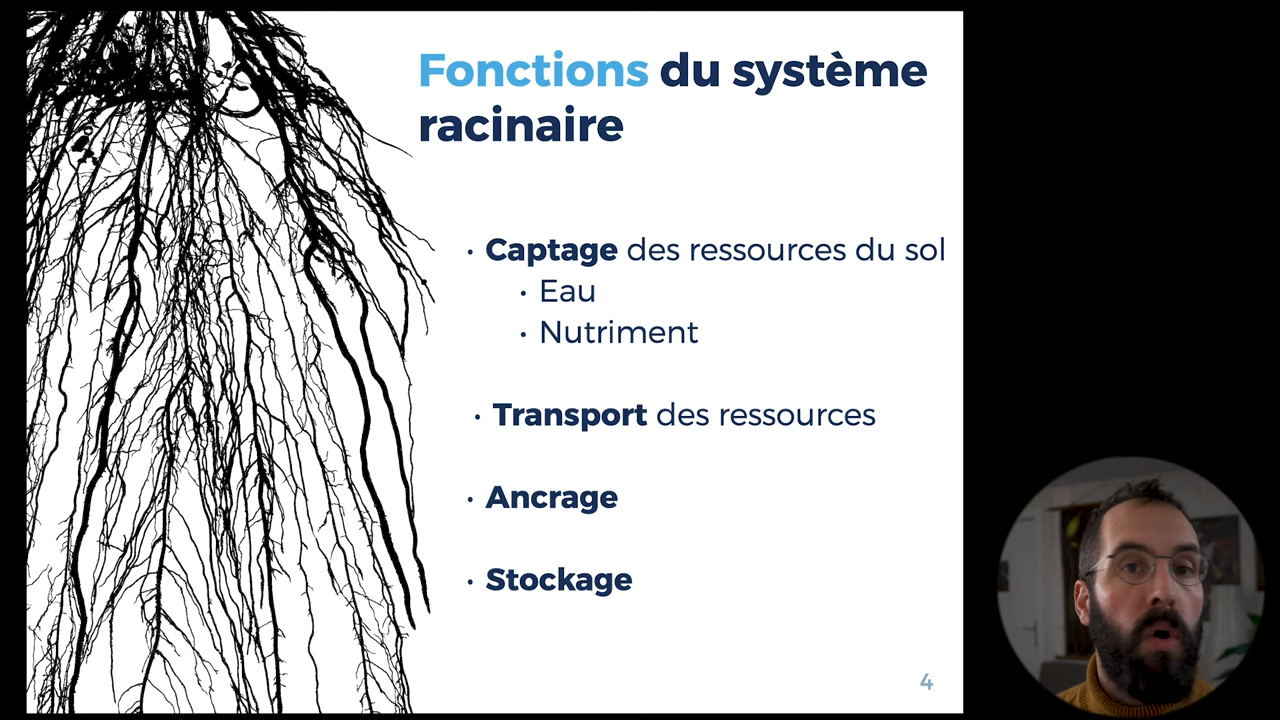 Fonctions du système
racinaire
· Captage des ressources du sol
· Eau
· Nutriment
· Transport des ressources
· Ancrage
· Stockage
4